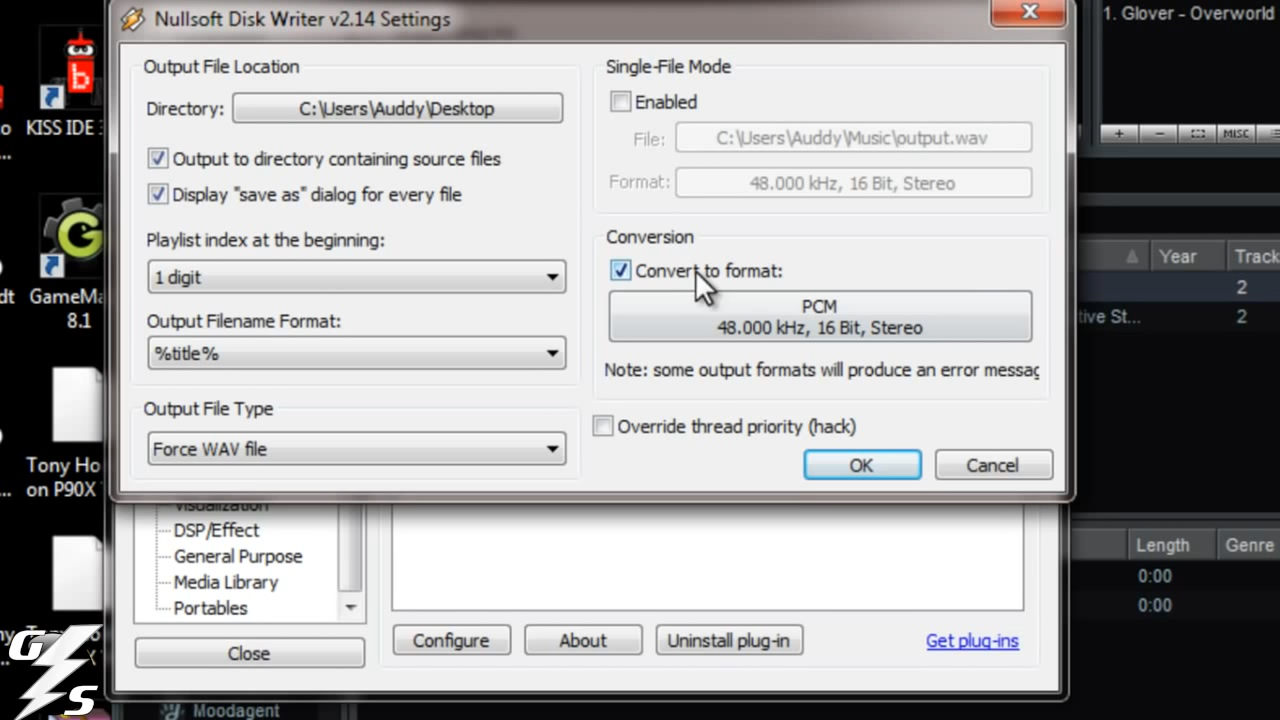 Nullsoft Disk Writer v2.14 Settings
1. Glover - Overworld
Output File Location
Directory:
C:\Users\Auddy\Desktop
Output to directory containing source files
Display "save as" dialog for every file
Playlist index at the beginning:
1 digit
Output Filename Format:
%title%
Output File Type
Force WAV file
Single-File Mode
Enabled
File:
C:\Users\Auddy\Music\output.wav
Format:
48.000 kHz, 16 Bit, Stereo
Conversion
Convert to format:
PCM
48.000 kHz, 16 Bit, Stereo
Note: some output formats will produce an error messag
Override thread priority (hack)
OK
Cancel
KISS IDE 3
GameMa
8.1
Tony Ho
on P90X
+
-
MISC
Year
Track
2
tive St...
2
Length
Genre
0:00
0:00
Visualization
DSP/Effect
General Purpose
Media Library
Portables
Close
Configure
About
Uninstall plug-in
Get plug-ins
Moodagent
G
S